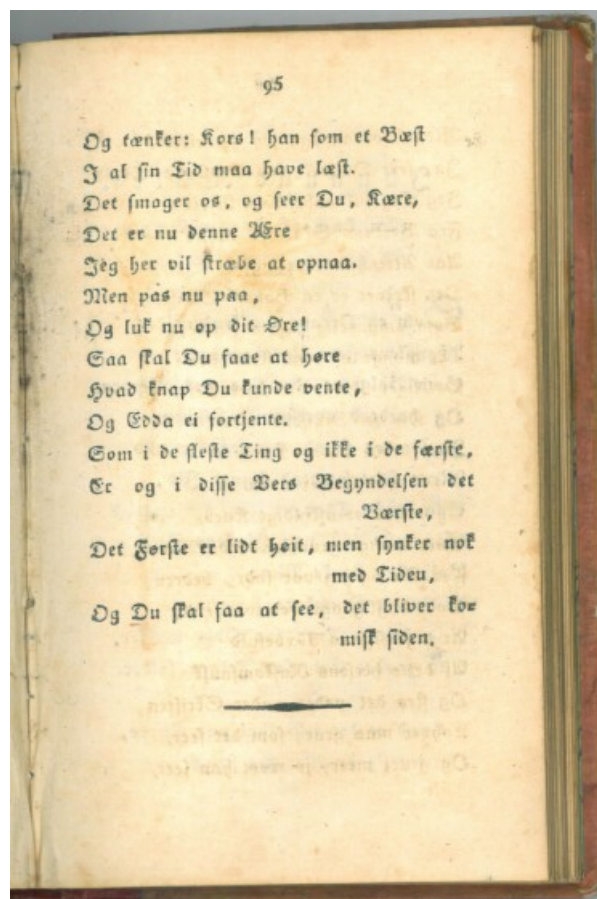 95
Og tænker: Kors! han som et Bæst
I al sin Tid maa have læst.
Det smager os, og seer Du, Kære,
Det er nu denne Ære
Jeg her vil stræbe at opnaa.
Men pas nu paa,
Og luk nu op dit Øre!
Saa skal Du faae at høre
Hvad knap Du kunde vente,
Og Edda ei fortjente.
Som i de fleste Ting og ikke i de færste,
Er og i disse Vers Begyndelsen det
Værste,
Det Første er lidt høit, men synker nok
med Tideu,
Og Du skal faa at see, det bliver ko=
misk siden.